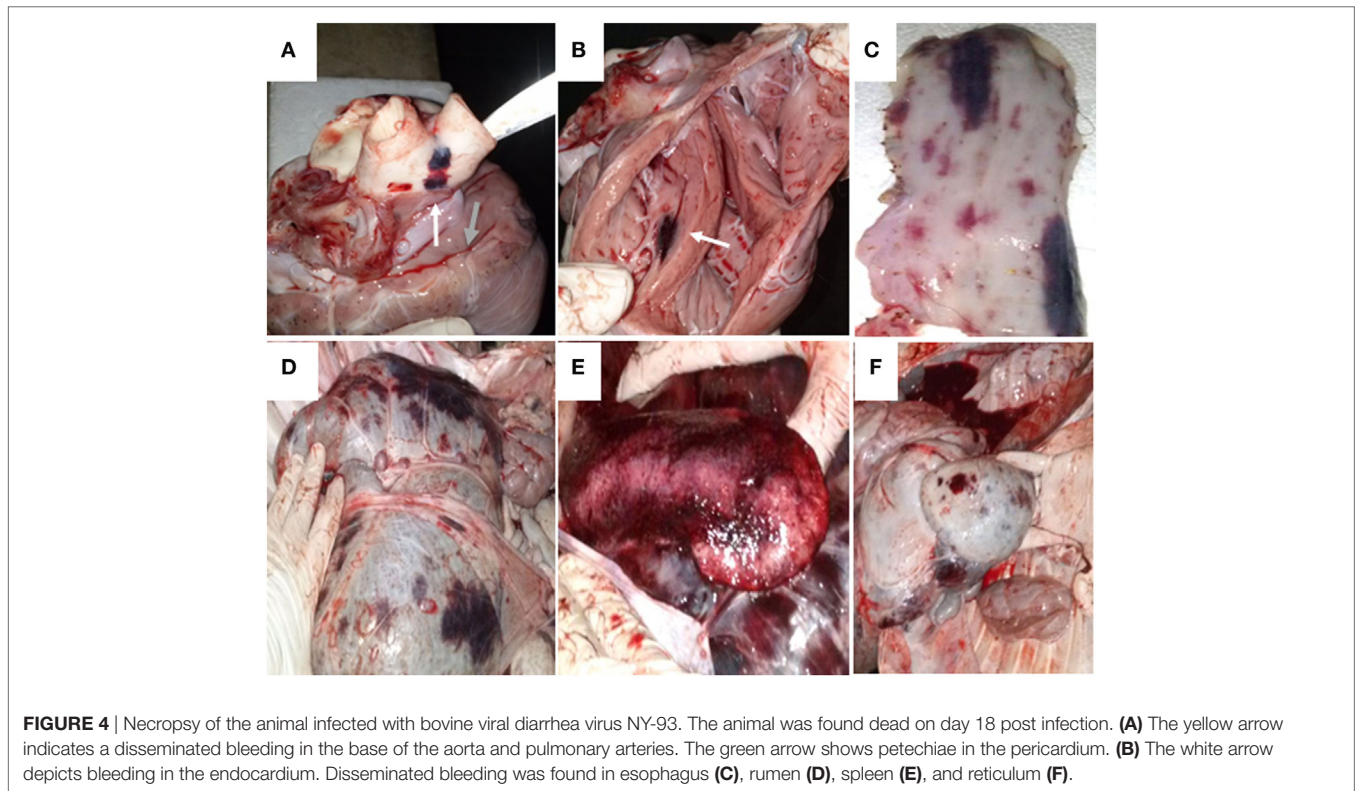 A
B
C
D
E
F
FIGURE 4 | Necropsy of the animal infected with bovine viral diarrhea virus NY-93. The animal was found dead on day 18 post infection. (A) The yellow arrow
indicates a disseminated bleeding in the base of the aorta and pulmonary arteries. The green arrow shows petechiae in the pericardium. (B) The white arrow
depicts bleeding in the endocardium. Disseminated bleeding was found in esophagus (C), rumen (D), spleen (E), and reticulum (F).